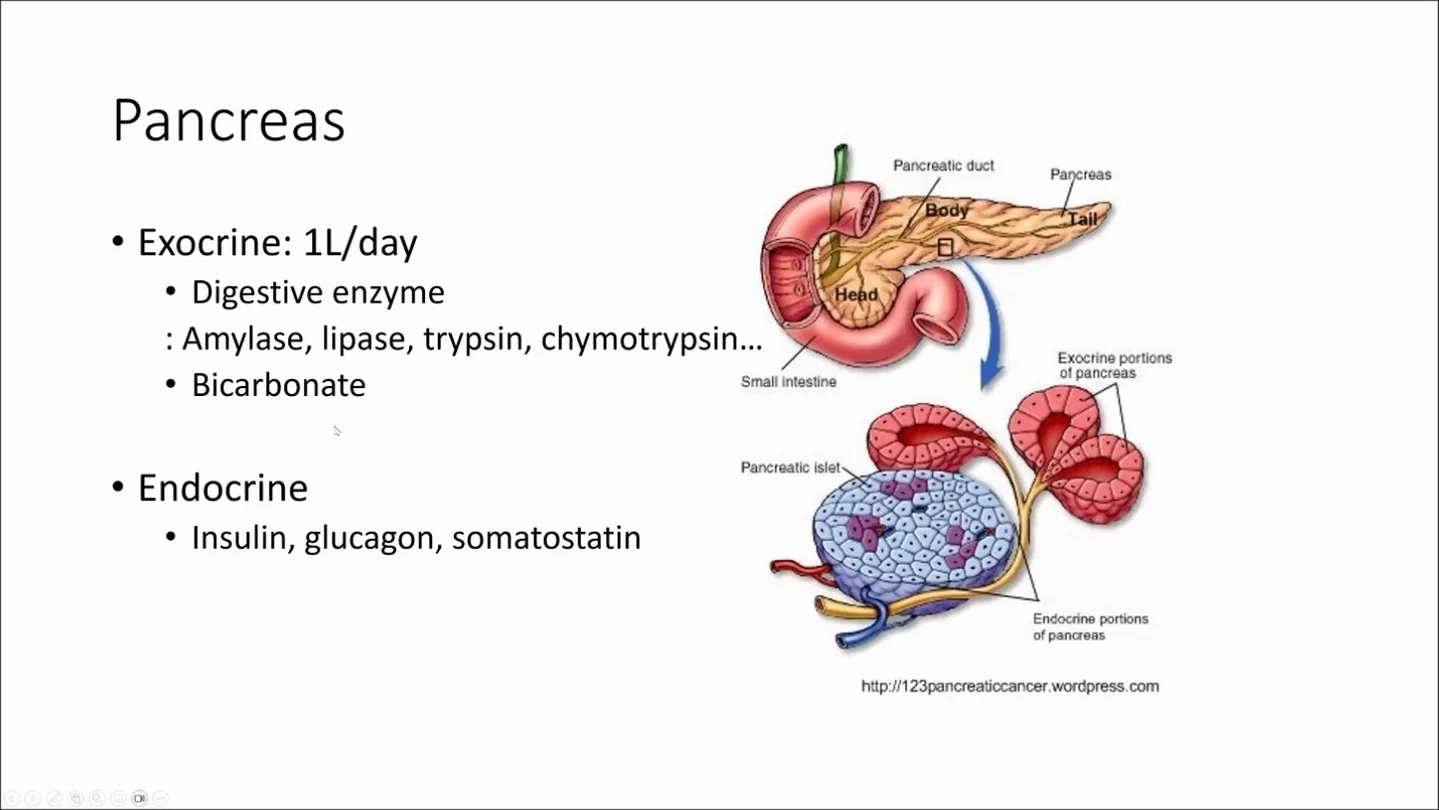 Pancreas
• Exocrine: 1L/day
• Digestive enzyme
: Amylase, lipase, trypsin, chymotrypsin...
• Bicarbonate
• Endocrine
• Insulin, glucagon, somatostatin
Pancreatic duct
Pancreas
Body
Tail
Head
Small intestine
Exocrine portions
of pancreas
Pancreatic islet
Endocrine portions
of pancreas
http://123pancreaticcancer.wordpress.com